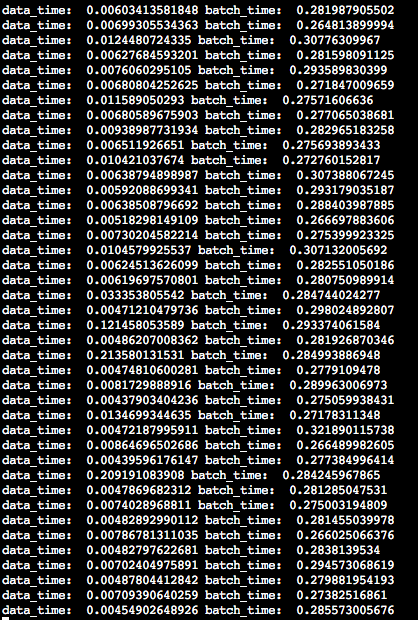 data_time:  0.00603413581848 batch_time:  0.281987905502
data_time:  0.00699305534363 batch_time:  0.264813899994
data_time:  0.0124480724335 batch_time:  0.30776309967
data_time:  0.00627684593201 batch_time:  0.281598091125
data_time:  0.0076060295105 batch_time:  0.293589830399
data_time:  0.00680804252625 batch_time:  0.271847009659
data_time:  0.011589050293 batch_time:  0.27571606636
data_time:  0.00680589675903 batch_time:  0.277065038681
data_time:  0.00938987731934 batch_time:  0.282965183258
data_time:  0.006511926651 batch_time:  0.275693893433
data_time:  0.010421037674 batch_time:  0.272760152817
data_time:  0.00638794898987 batch_time:  0.307388067245
data_time:  0.00592088699341 batch_time:  0.293179035187
data_time:  0.00638508796692 batch_time:  0.288403987885
data_time:  0.00518298149109 batch_time:  0.266697883606
data_time:  0.00730204582214 batch_time:  0.275399923325
data_time:  0.0104579925537 batch_time:  0.307132005692
data_time:  0.00624513626099 batch_time:  0.282551050186
data_time:  0.00619697570801 batch_time:  0.280750989914
data_time:  0.033353805542 batch_time:  0.284744024277
data_time:  0.00471210479736 batch_time:  0.298024892807
data_time:  0.121458053589 batch_time:  0.293374061584
data_time:  0.00486207008362 batch_time:  0.281926870346
data_time:  0.213580131531 batch_time:  0.284993886948
data_time:  0.00474810600281 batch_time:  0.2779109478
data_time:  0.0081729888916 batch_time:  0.289963006973
data_time:  0.00437903404236 batch_time:  0.275059938431
data_time:  0.0134699344635 batch_time:  0.27178311348
data_time:  0.00472187995911 batch_time:  0.321890115738
data_time:  0.00864696502686 batch_time:  0.266489982605
data_time:  0.00439596176147 batch_time:  0.277384996414
data_time:  0.209191083908 batch_time:  0.284245967865
data_time:  0.0047869682312 batch_time:  0.281285047531
data_time:  0.0074028968811 batch_time:  0.275003194809
data_time:  0.00482892990112 batch_time:  0.281455039978
data_time:  0.00786781311035 batch_time:  0.266025066376
data_time:  0.00482797622681 batch_time:  0.2838139534
data_time:  0.00702404975891 batch_time:  0.294573068619
data_time:  0.00487804412842 batch_time:  0.279881954193
data_time:  0.00709390640259 batch_time:  0.27382516861
data_time:  0.00454902648926 batch_time:  0.285573005676